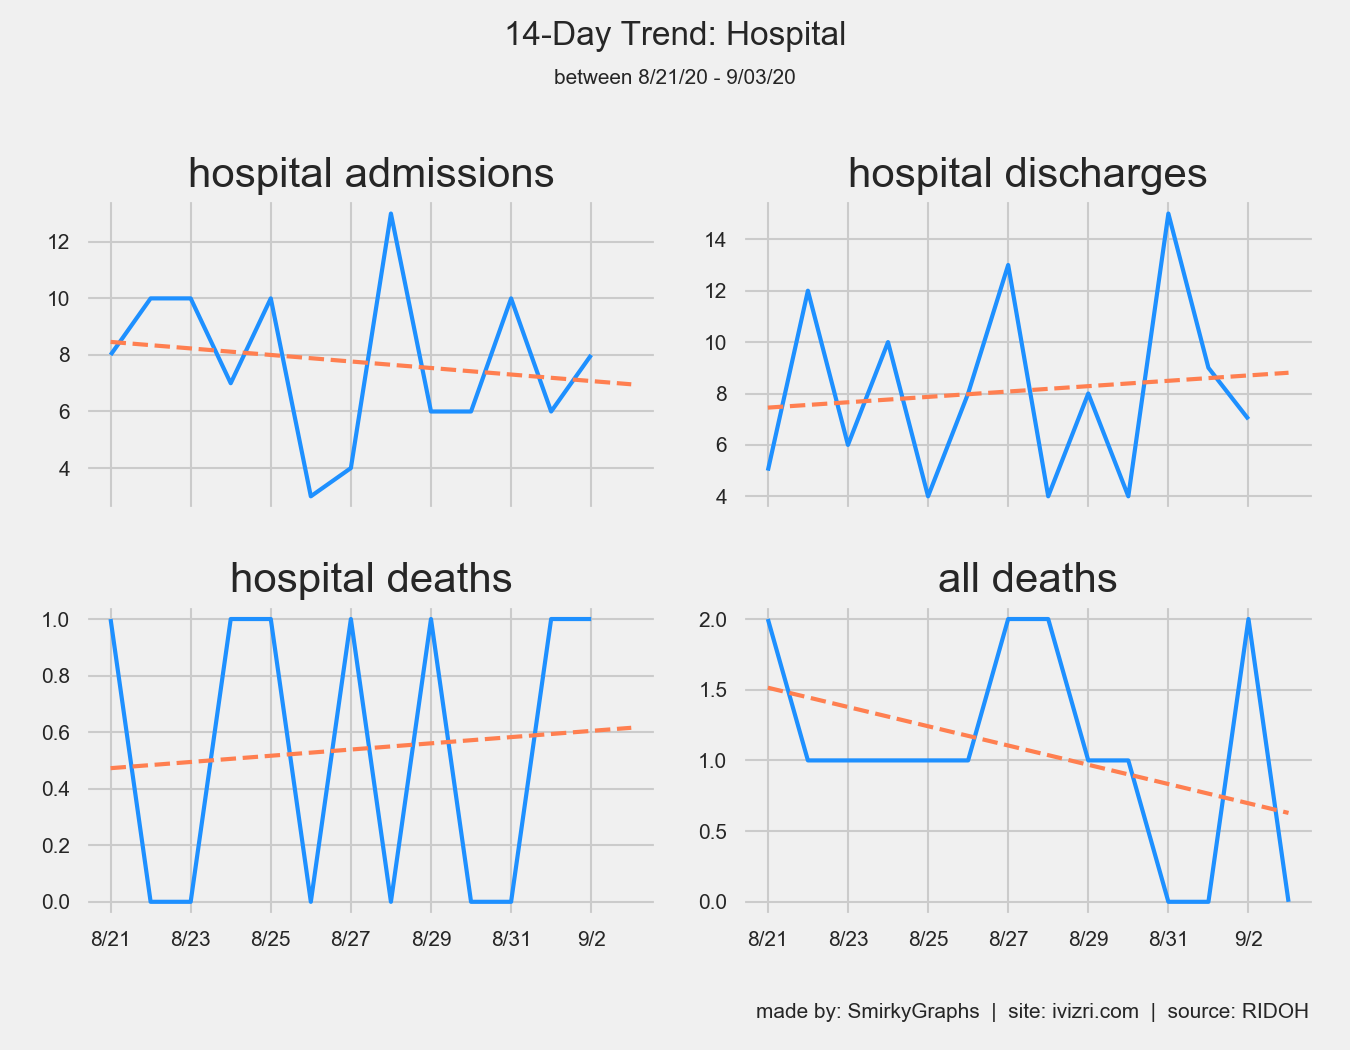 14-Day Trend: Hospital
between 8/21/20 - 9/03/20
hospital admissions
12
10
8
6
4
hospital discharges
14
12
10
8
6
4
hospital deaths
1.0
0.8
0.6
0.4
0.2
0.0
8/21 8/23 8/25 8/27 8/29 8/31 9/2
all deaths
2.0
1.5
1.0
0.5
0.0
8/21 8/23 8/25 8/27 8/29 8/31 9/2
made by: SmirkyGraphs | site: ivizri.com | source: RIDOH